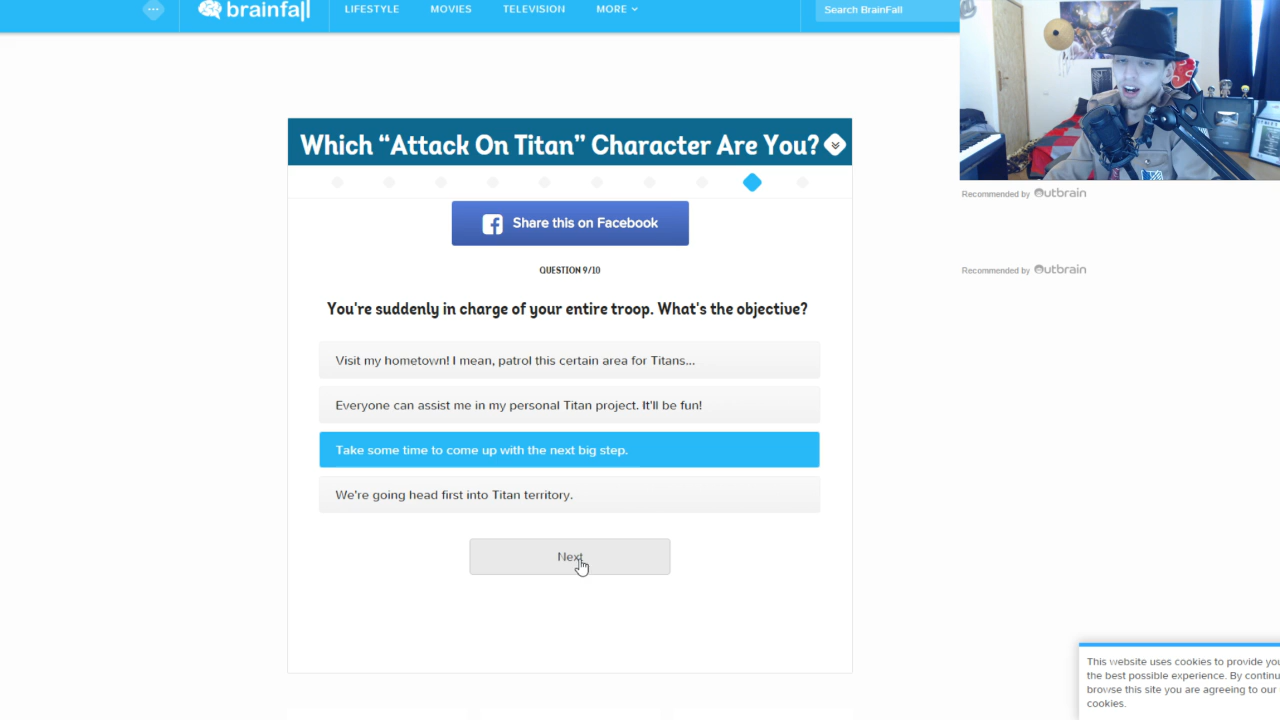 brainfall
LIFESTYLE
MOVIES
TELEVISION
MORE
Search BrainFall
Which “Attack On Titan” Character Are You?
Share this on Facebook
QUESTION 9/10
You're suddenly in charge of your entire troop. What's the objective?
Visit my hometown! I mean, patrol this certain area for Titans...
Everyone can assist me in my personal Titan project. It'll be fun!
Take some time to come up with the next big step.
We're going head first into Titan territory.
Next
Recommended by Outbrain
Recommended by Outbrain
This website uses cookies to provide you
the best possible experience. By continu
browse this site you are agreeing to our
cookies.